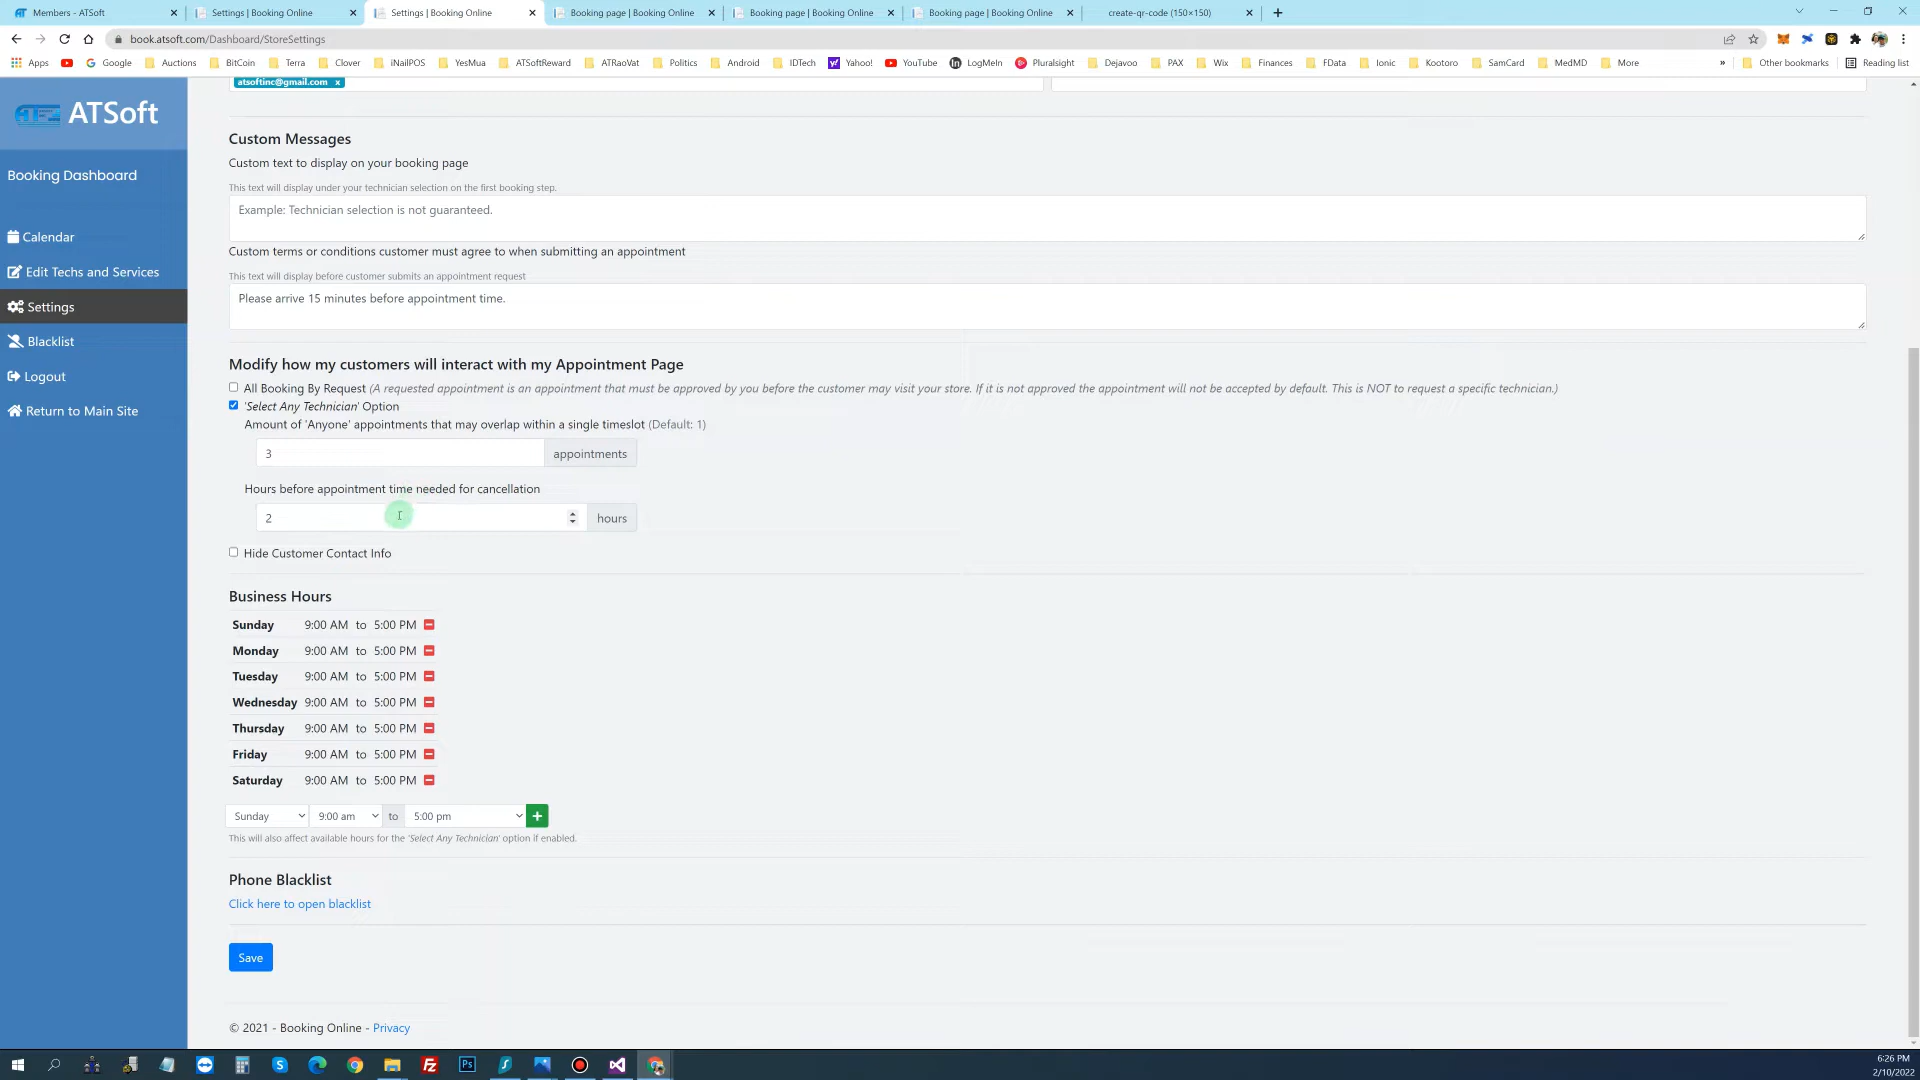 Members - ATSoft
Settings | Booking Online
Settings | Booking Online
Booking page | Booking Online
Booking page | Booking Online
Booking page | Booking Online
create-qr-code (150×150)
book.atsoft.com/Dashboard/StoreSettings
Apps
Google
Auctions
BitCoin
Terra
Clover
iNailPOS
YesMua
ATSoftReward
ATRaoVat
Politics
Android
IDTech
Yahoo!
YouTube
LogMeIn
Pluralsight
Dejavoo
PAX
Wix
Finances
FData
Ionic
Kootoro
SamCard
MedMD
More
»
Other bookmarks
Reading list
ATSoft
Booking Dashboard
Calendar
Edit Techs and Services
Settings
Blacklist
Logout
Return to Main Site
atsoftinc@gmail.com x
Custom Messages
Custom text to display on your booking page
This text will display under your technician selection on the first booking step.
Example: Technician selection is not guaranteed.
Custom terms or conditions customer must agree to when submitting an appointment
This text will display before customer submits an appointment request
Please arrive 15 minutes before appointment time.
Modify how my customers will interact with my Appointment Page
All Booking By Request (A requested appointment is an appointment that must be approved by you before the customer may visit your store. If it is not approved the appointment will not be accepted by default. This is NOT to request a specific technician.)
'Select Any Technician' Option
Amount of 'Anyone' appointments that may overlap within a single timeslot (Default: 1)
3 appointments
Hours before appointment time needed for cancellation
2 hours
Hide Customer Contact Info
Business Hours
Sunday 9:00 AM to 5:00 PM
Monday 9:00 AM to 5:00 PM
Tuesday 9:00 AM to 5:00 PM
Wednesday 9:00 AM to 5:00 PM
Thursday 9:00 AM to 5:00 PM
Friday 9:00 AM to 5:00 PM
Saturday 9:00 AM to 5:00 PM
Sunday 9:00 am to 5:00 pm +
This will also affect available hours for the 'Select Any Technician' option if enabled.
Phone Blacklist
Click here to open blacklist
Save
© 2021 - Booking Online - Privacy
6:26 PM
2/10/2022